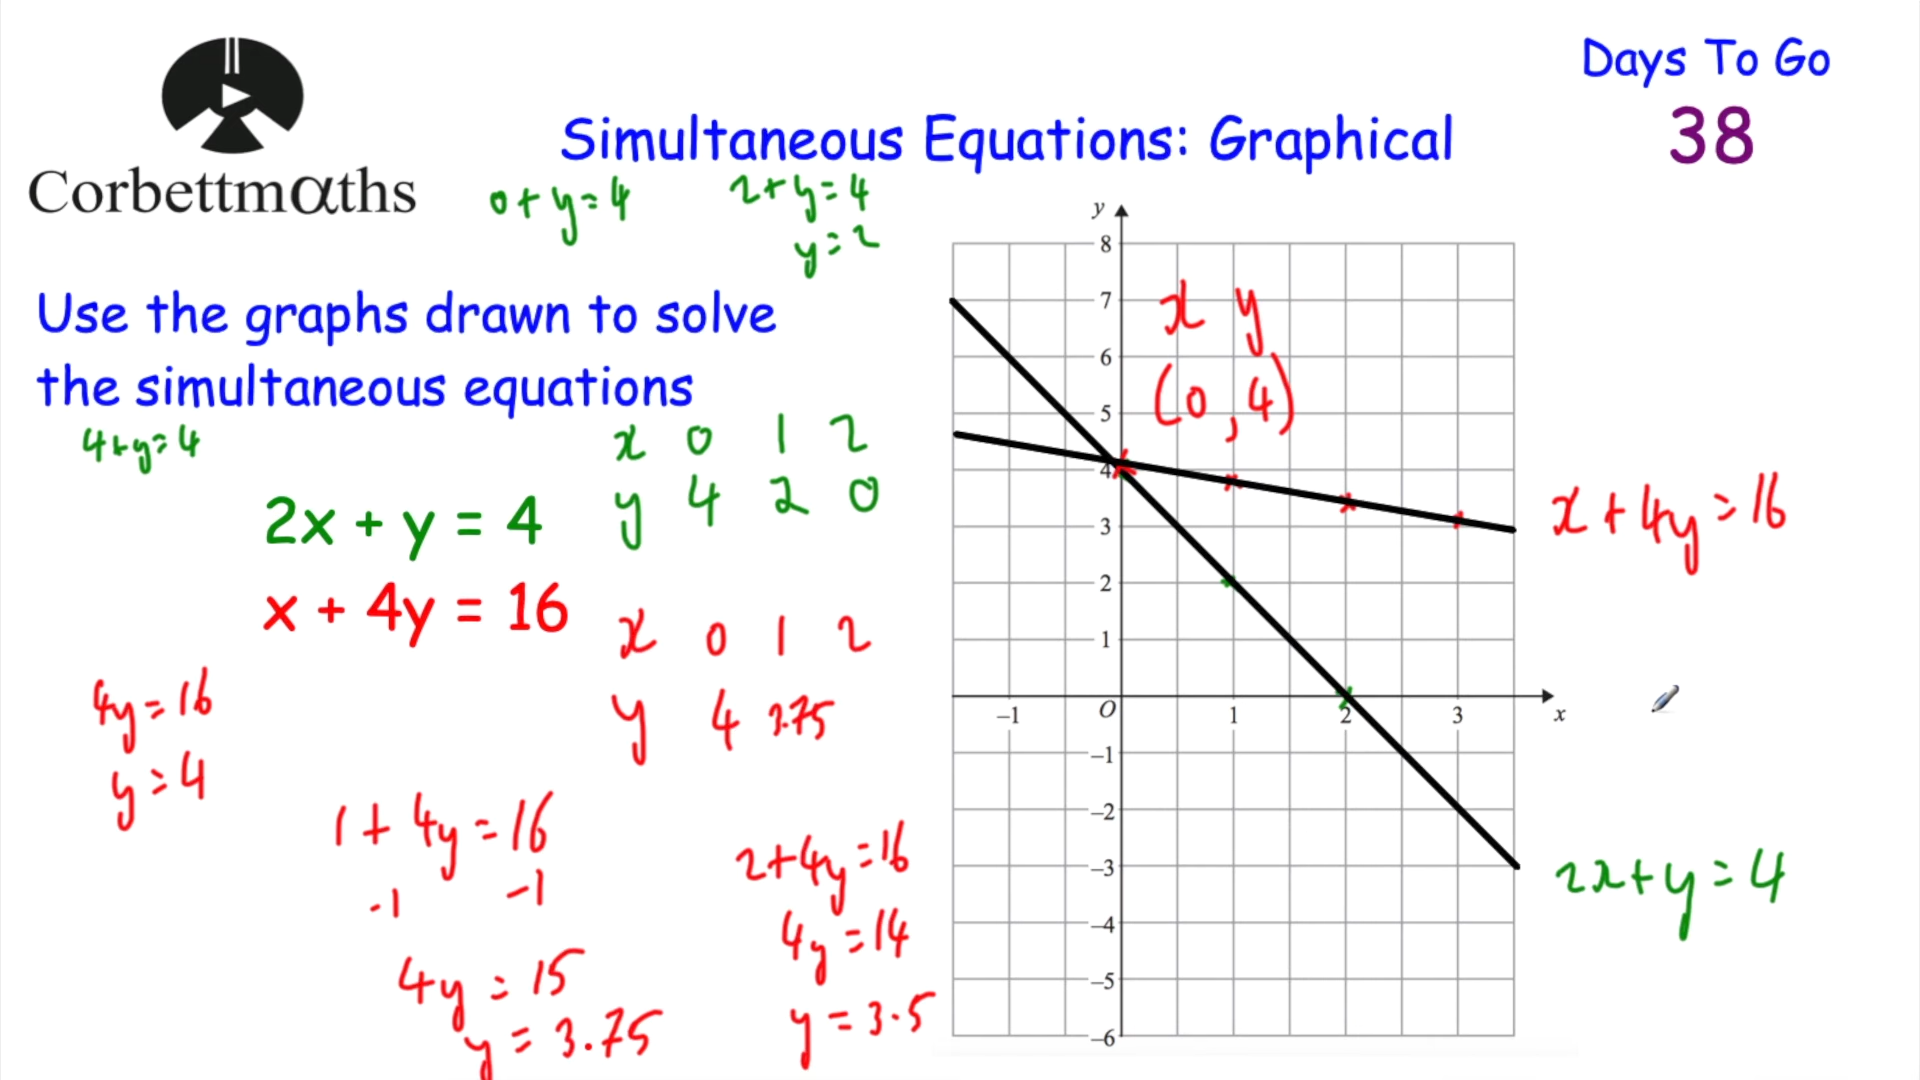 Corbettmαths
Days To Go
38
Simultaneous Equations: Graphical
0 + y = 4
2 + y = 4
y = 2
Use the graphs drawn to solve
the simultaneous equations
4 + y = 4
2x + y = 4
x 0 1 2
y 4 2 0
x + 4y = 16
x 0 1 2
y 4 3.75
4y = 16
y = 4
1 + 4y = 16
-1 -1
4y = 15
y = 3.75
2 + 4y = 16
4y = 14
y = 3.5
y
8
7
6
5
4
3
2
1
O
–1
–2
–3
–4
–5
–6
–1 1 2 3 x
x y
(0, 4)
x + 4y = 16
2x + y = 4